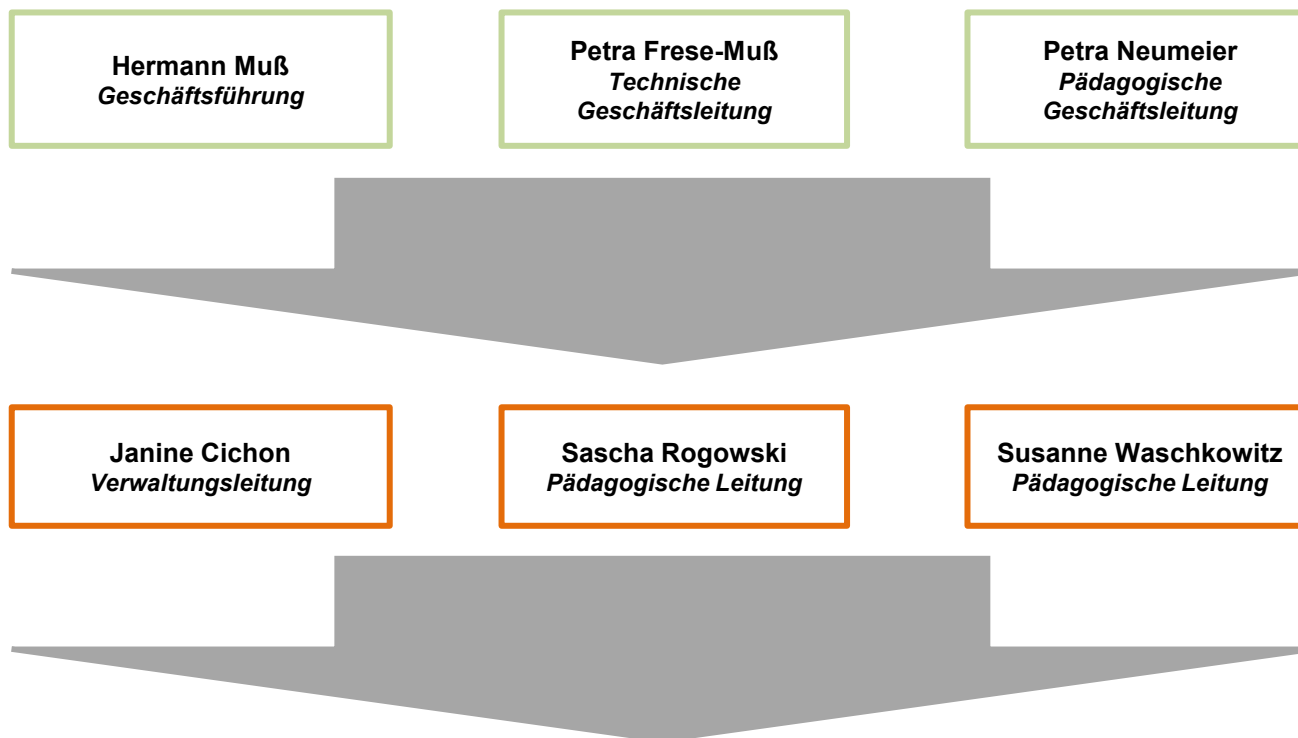 Hermann Muß
Geschäftsführung
Petra Frese-Muß
Technische
Geschäftsleitung
Petra Neumeier
Pädagogische
Geschäftsleitung
Janine Cichon
Verwaltungsleitung
Sascha Rogowski
Pädagogische Leitung
Susanne Waschkowitz
Pädagogische Leitung